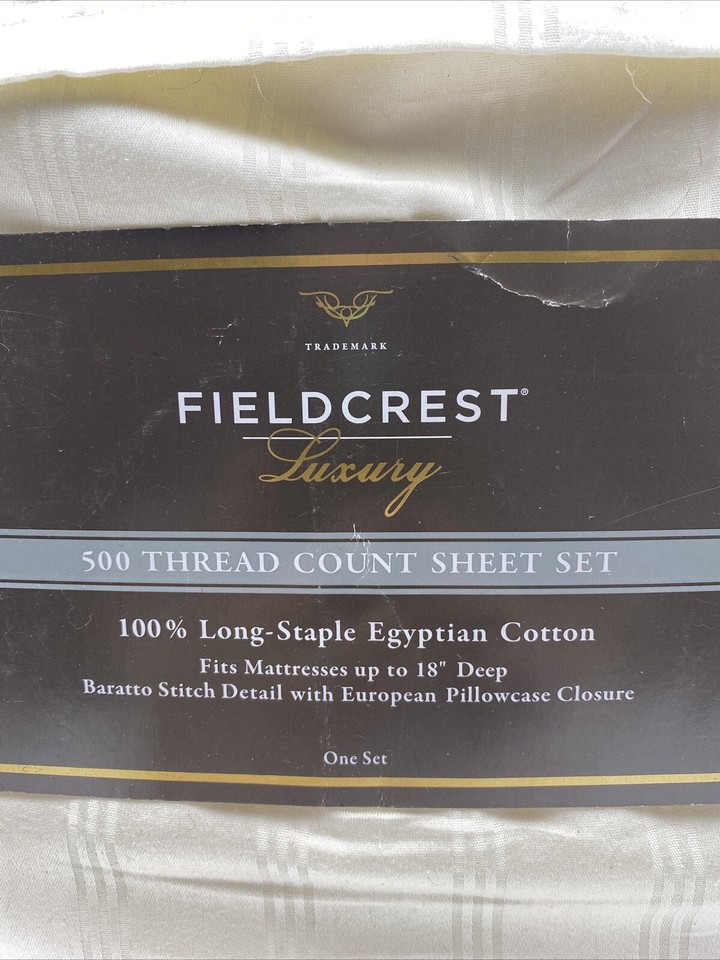 TRADEMARK
FIELDCREST®
Luxury
500 THREAD COUNT SHEET SET
100% Long-Staple Egyptian Cotton
Fits Mattresses up to 18" Deep
Baratto Stitch Detail with European Pillowcase Closure
One Set